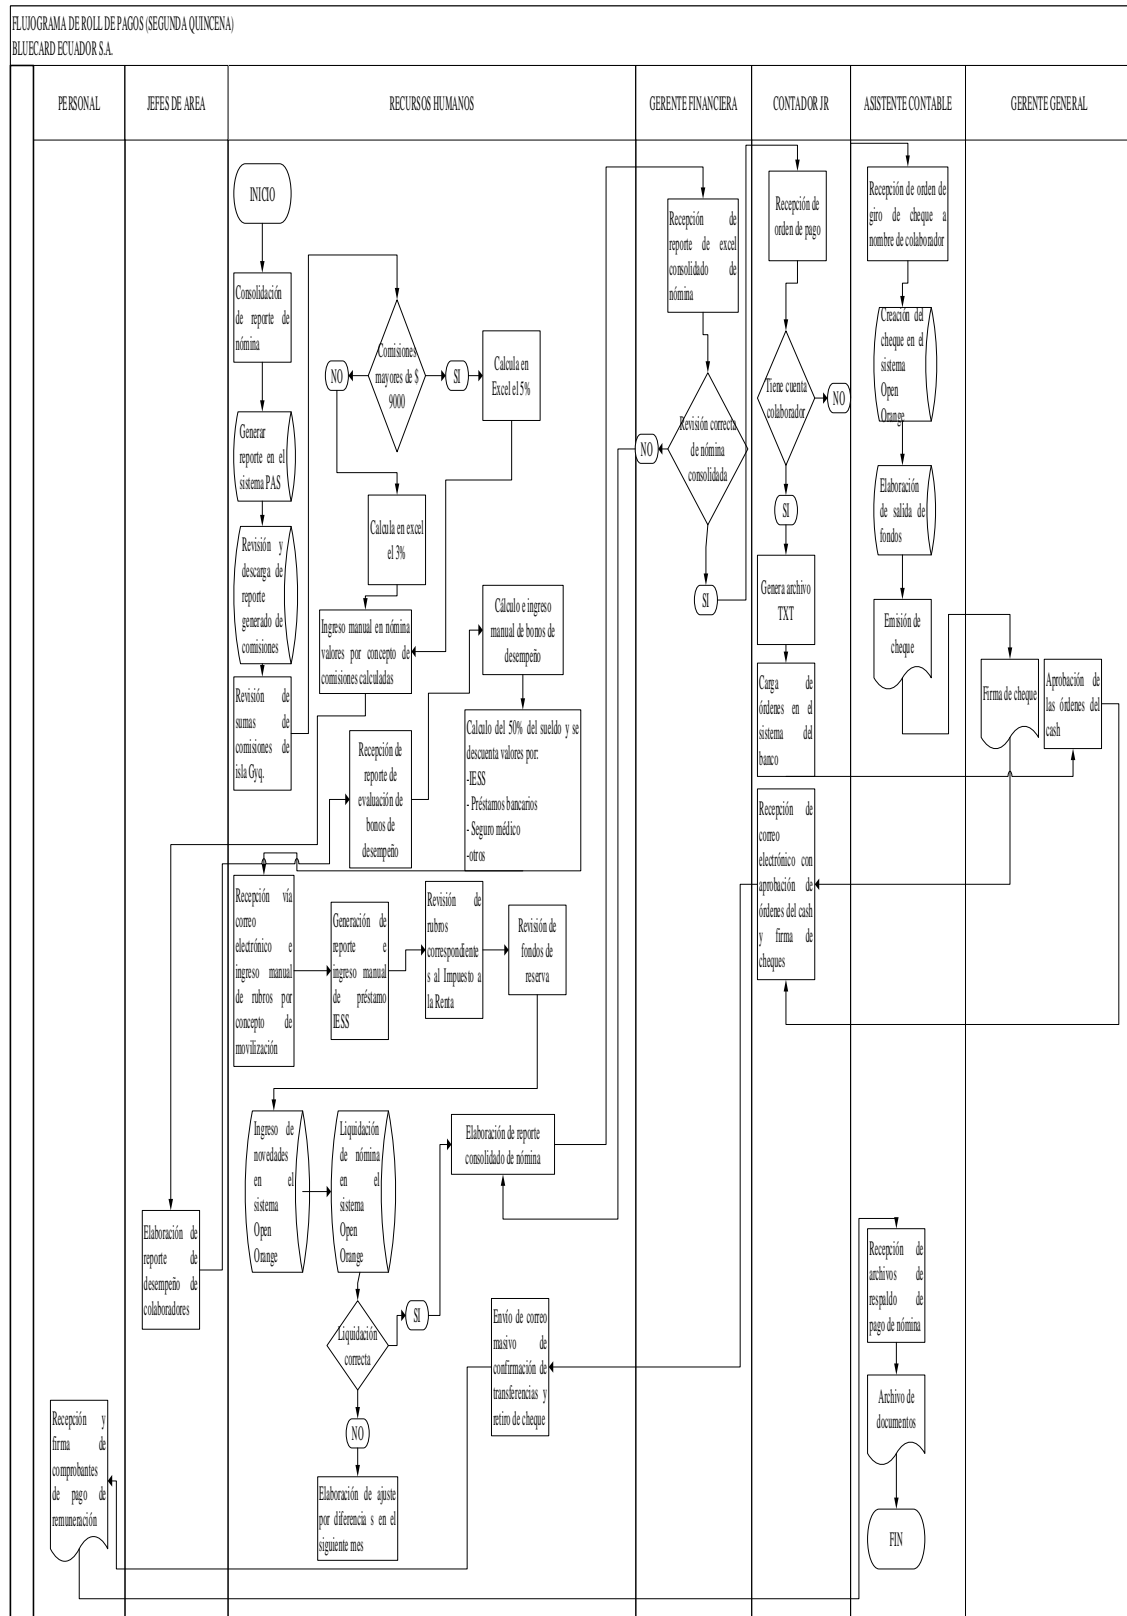 FLUJOGRAMA DE ROLL DE PAGOS (SEGUNDA QUINCENA)
BLUECARD ECUADOR S.A.
PERSONAL
JEFES DE AREA
RECURSOS HUMANOS
GERENTE FINANCIERA
CONTADOR JR
ASISTENTE CONTABLE
GERENTE GENERAL
INICIO
Consolidación
de reporte de
nómina
Generar
reporte en el
sistema PAS
Revisión y
descarga de
reporte
generado de
comisiones
Revisión de
sumas de
comisiones de
isla Gyq.
Comisiones
mayores de $
9000
NO
SI
Calcula en
Excel el 5%
Calcula en excel
el 3%
Ingreso manual en nómina
valores por concepto de
comisiones calculadas
Elaboración de
reporte de
desempeño de
colaboradores
Recepción de
reporte de
evaluación de
bonos de
desempeño
Cálculo e ingreso
manual de bonos de
desempeño
Calculo del 50% del sueldo y se
descuenta valores por:
-IESS
- Préstamos bancarios
- Seguro médico
-otros
Recepción vía
correo
electrónico e
ingreso manual
de rubros por
concepto de
movilización
Generación de
reporte e
ingreso manual
de préstamo
IESS
Revisión de
rubros
correspondiente
s al Impuesto a
la Renta
Revisión de
fondos de
reserva
Ingreso de
novedades
en el
sistema
Open
Orange
Liquidación
de nómina
en el
sistema
Open
Orange
Liquidación
correcta
SI
NO
Elaboración de ajuste
por diferencia s en el
siguiente mes
Elaboración de reporte
consolidado de nómina
Recepción de
reporte de excel
consolidado de
nómina
Revisión correcta
de nómina
consolidada
NO
SI
Recepción de
orden de pago
Tiene cuenta
colaborador
NO
SI
Genera archivo
TXT
Carga de
órdenes en el
sistema del
banco
Recepción de
correo
electrónico con
aprobación de
órdenes del cash
y firma de
cheques
Recepción de orden de
giro de cheque a
nombre de colaborador
Creación del
cheque en el
sistema
Open
Orange
Elaboración
de salida de
fondos
Emisión de
cheque
Firma de cheque
Aprobación de
las órdenes del
cash
Envío de correo
masivo de
confirmación de
transferencias y
retiro de cheque
Recepción y
firma de
comprobantes
de pago de
remuneración
Recepción de
archivos de
respaldo de
pago de nómina
Archivo de
documentos
FIN